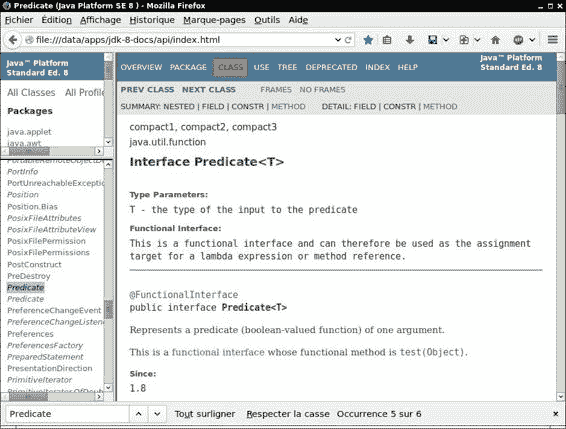 Predicate (Java Platform SE 8 ) - Mozilla Firefox
Fichier Édition Affichage Historique Marque-pages Outils Aide
file:///data/apps/jdk-8-docs/api/index.html
Java™ Platform
Standard Ed. 8
All Classes All Profile
Packages
java.applet
java.awt
PortableRemoteObjectD
PortInfo
PortUnreachableExceptio
Position
Position.Bias
PosixFileAttributes
PosixFileAttributeView
PosixFilePermission
PosixFilePermissions
PostConstruct
PreDestroy
Predicate
Predicate
PreferenceChangeEvent
PreferenceChangeListene
Preferences
PreferencesFactory
PreparedStatement
PresentationDirection
PrimitiveIterator
PrimitiveIterator.OfDoub
OVERVIEW PACKAGE CLASS USE TREE DEPRECATED INDEX HELP
Java™ Platform
Standard Ed. 8
PREV CLASS NEXT CLASS FRAMES NO FRAMES
SUMMARY: NESTED | FIELD | CONSTR | METHOD DETAIL: FIELD | CONSTR | METHOD
compact1, compact2, compact3
java.util.function
Interface Predicate<T>
Type Parameters:
T - the type of the input to the predicate
Functional Interface:
This is a functional interface and can therefore be used as the assignment
target for a lambda expression or method reference.
@FunctionalInterface
public interface Predicate<T>
Represents a predicate (boolean-valued function) of one argument.
This is a functional interface whose functional method is test(Object).
Since:
1.8
Predicate Tout surligner Respecter la casse Occurrence 5 sur 6